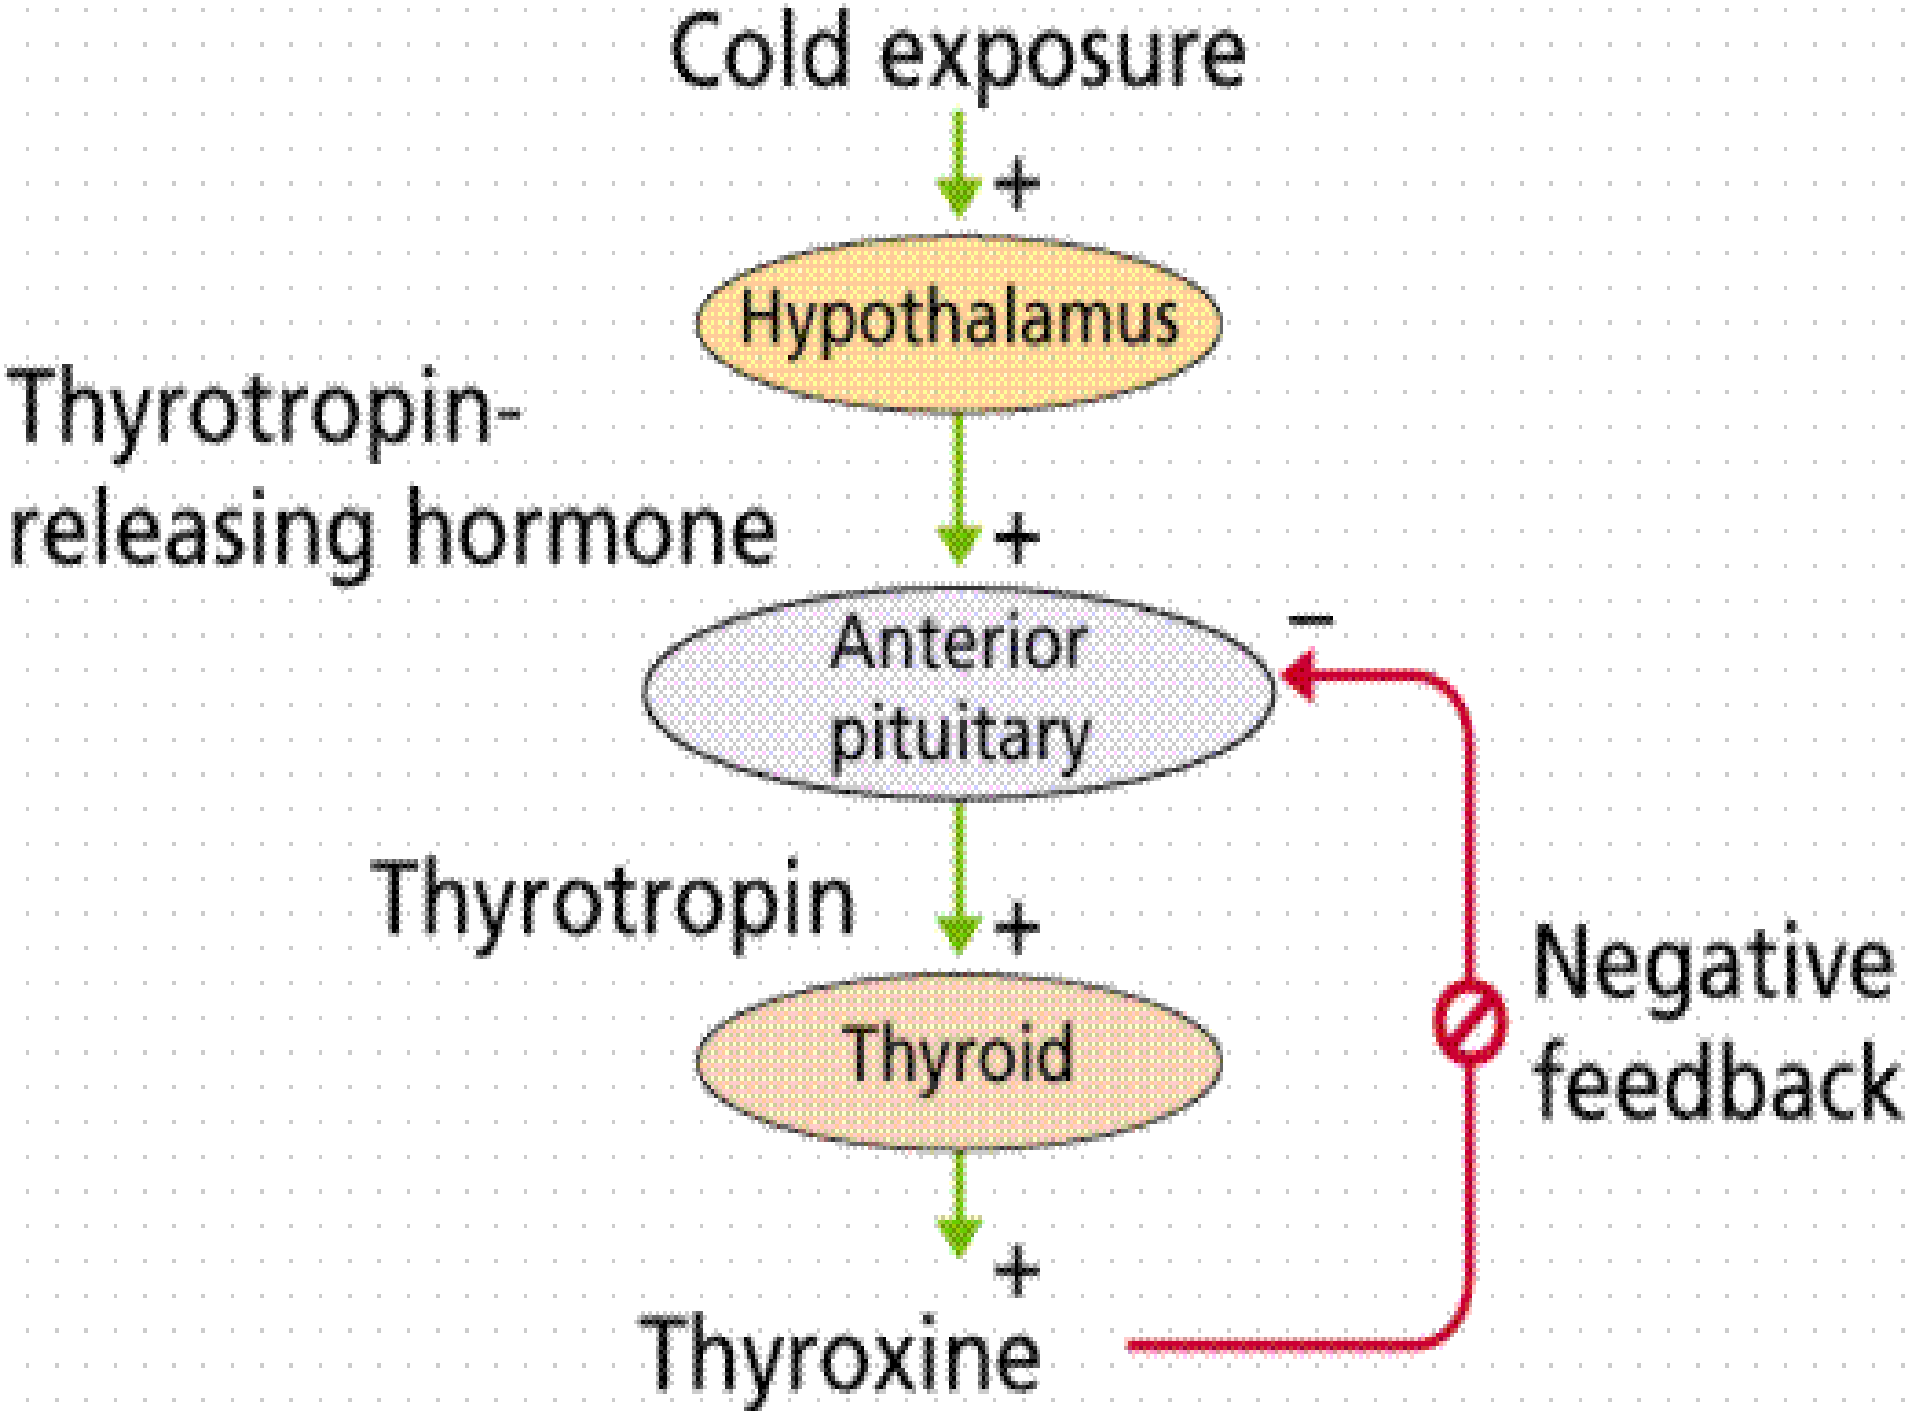 Cold exposure
+
Hypothalamus
Thyrotropin-
releasing hormone
+
Anterior
pituitary
–
Thyrotropin
+
Negative
feedback
Thyroid
+
Thyroxine